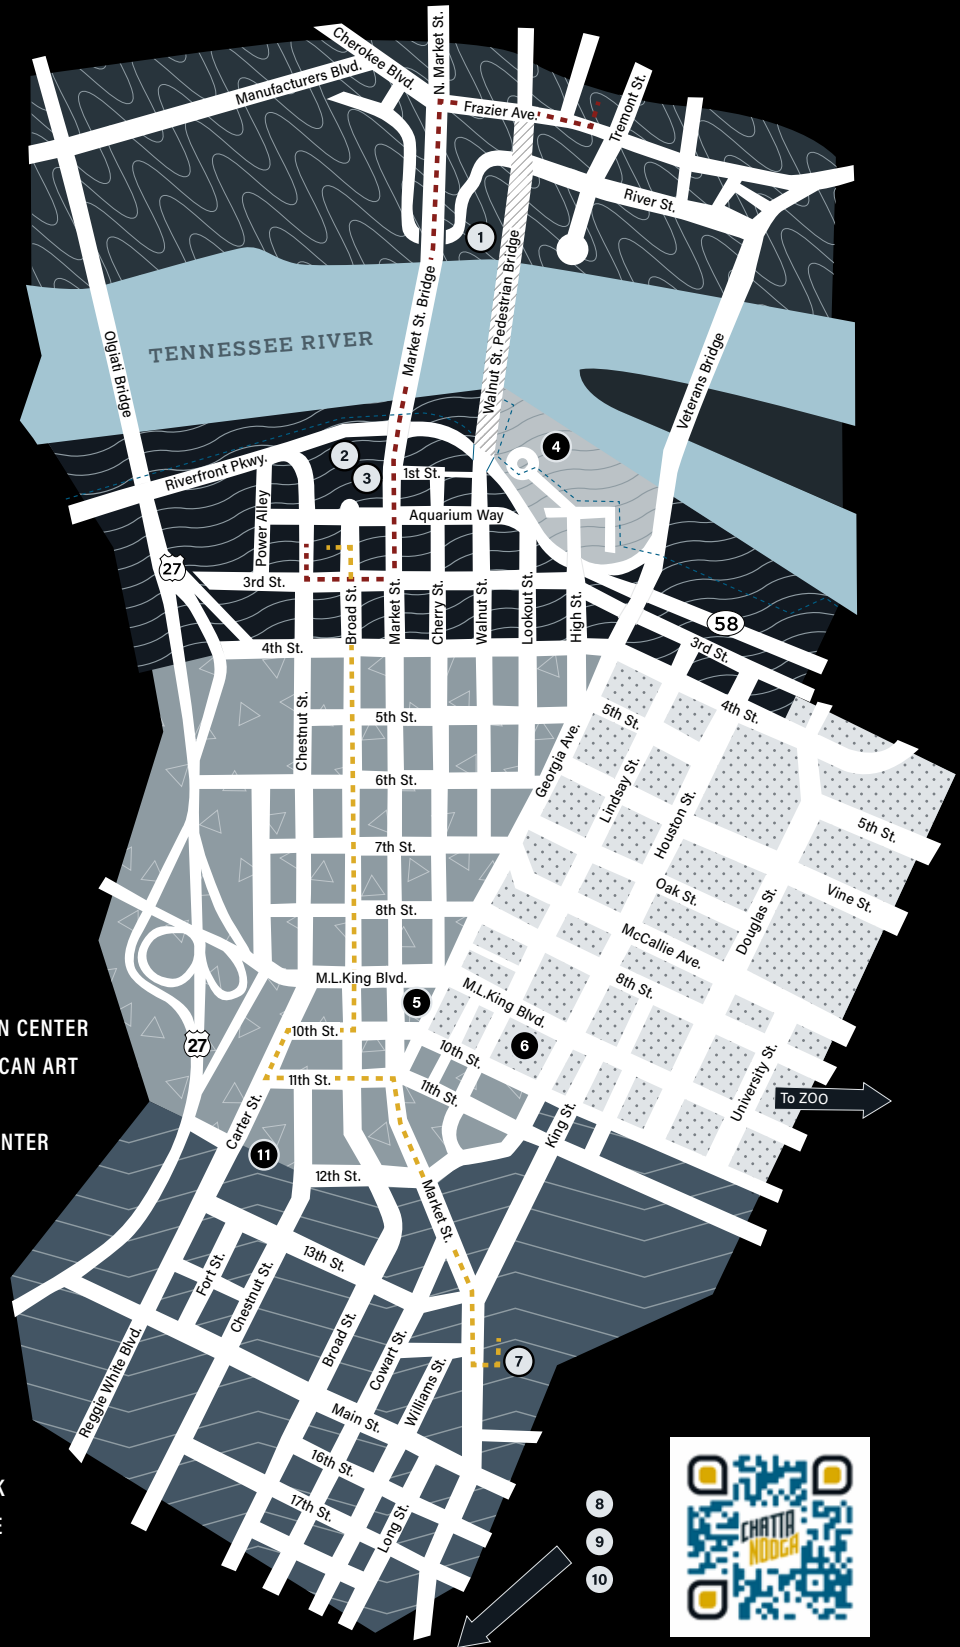 N. Market St.
Cherokee Blvd.
Manufacturers Blvd.
Frazier Ave.
Tremont St.
River St.
1
Walnut St. Pedestrian Bridge
Market St. Bridge
TENNESSEE RIVER
Olgiati Bridge
Veterans Bridge
4
2
3
1st St.
Riverfront Pkwy.
Power Alley
Aquarium Way
27
3rd St.
Broad St.
Market St.
Cherry St.
Walnut St.
Lookout St.
High St.
58
3rd St.
4th St.
4th St.
Chestnut St.
5th St.
5th St.
Georgia Ave.
Lindsay St.
Houston St.
6th St.
5th St.
7th St.
Oak St.
Vine St.
Douglas St.
8th St.
McCallie Ave.
8th St.
M.L.King Blvd.
M.L.King Blvd.
5
6
10th St.
10th St.
N CENTER
27
CAN ART
11th St.
11th St.
University St.
To ZOO
Carter St.
King St.
NTER
11
12th St.
Market St.
13th St.
Fort St.
Chestnut St.
Broad St.
Cowart St.
Williams St.
7
Reggie White Blvd.
Main St.
16th St.
17th St.
Long St.
K
E
8
9
10
CHATTA
NOOGA